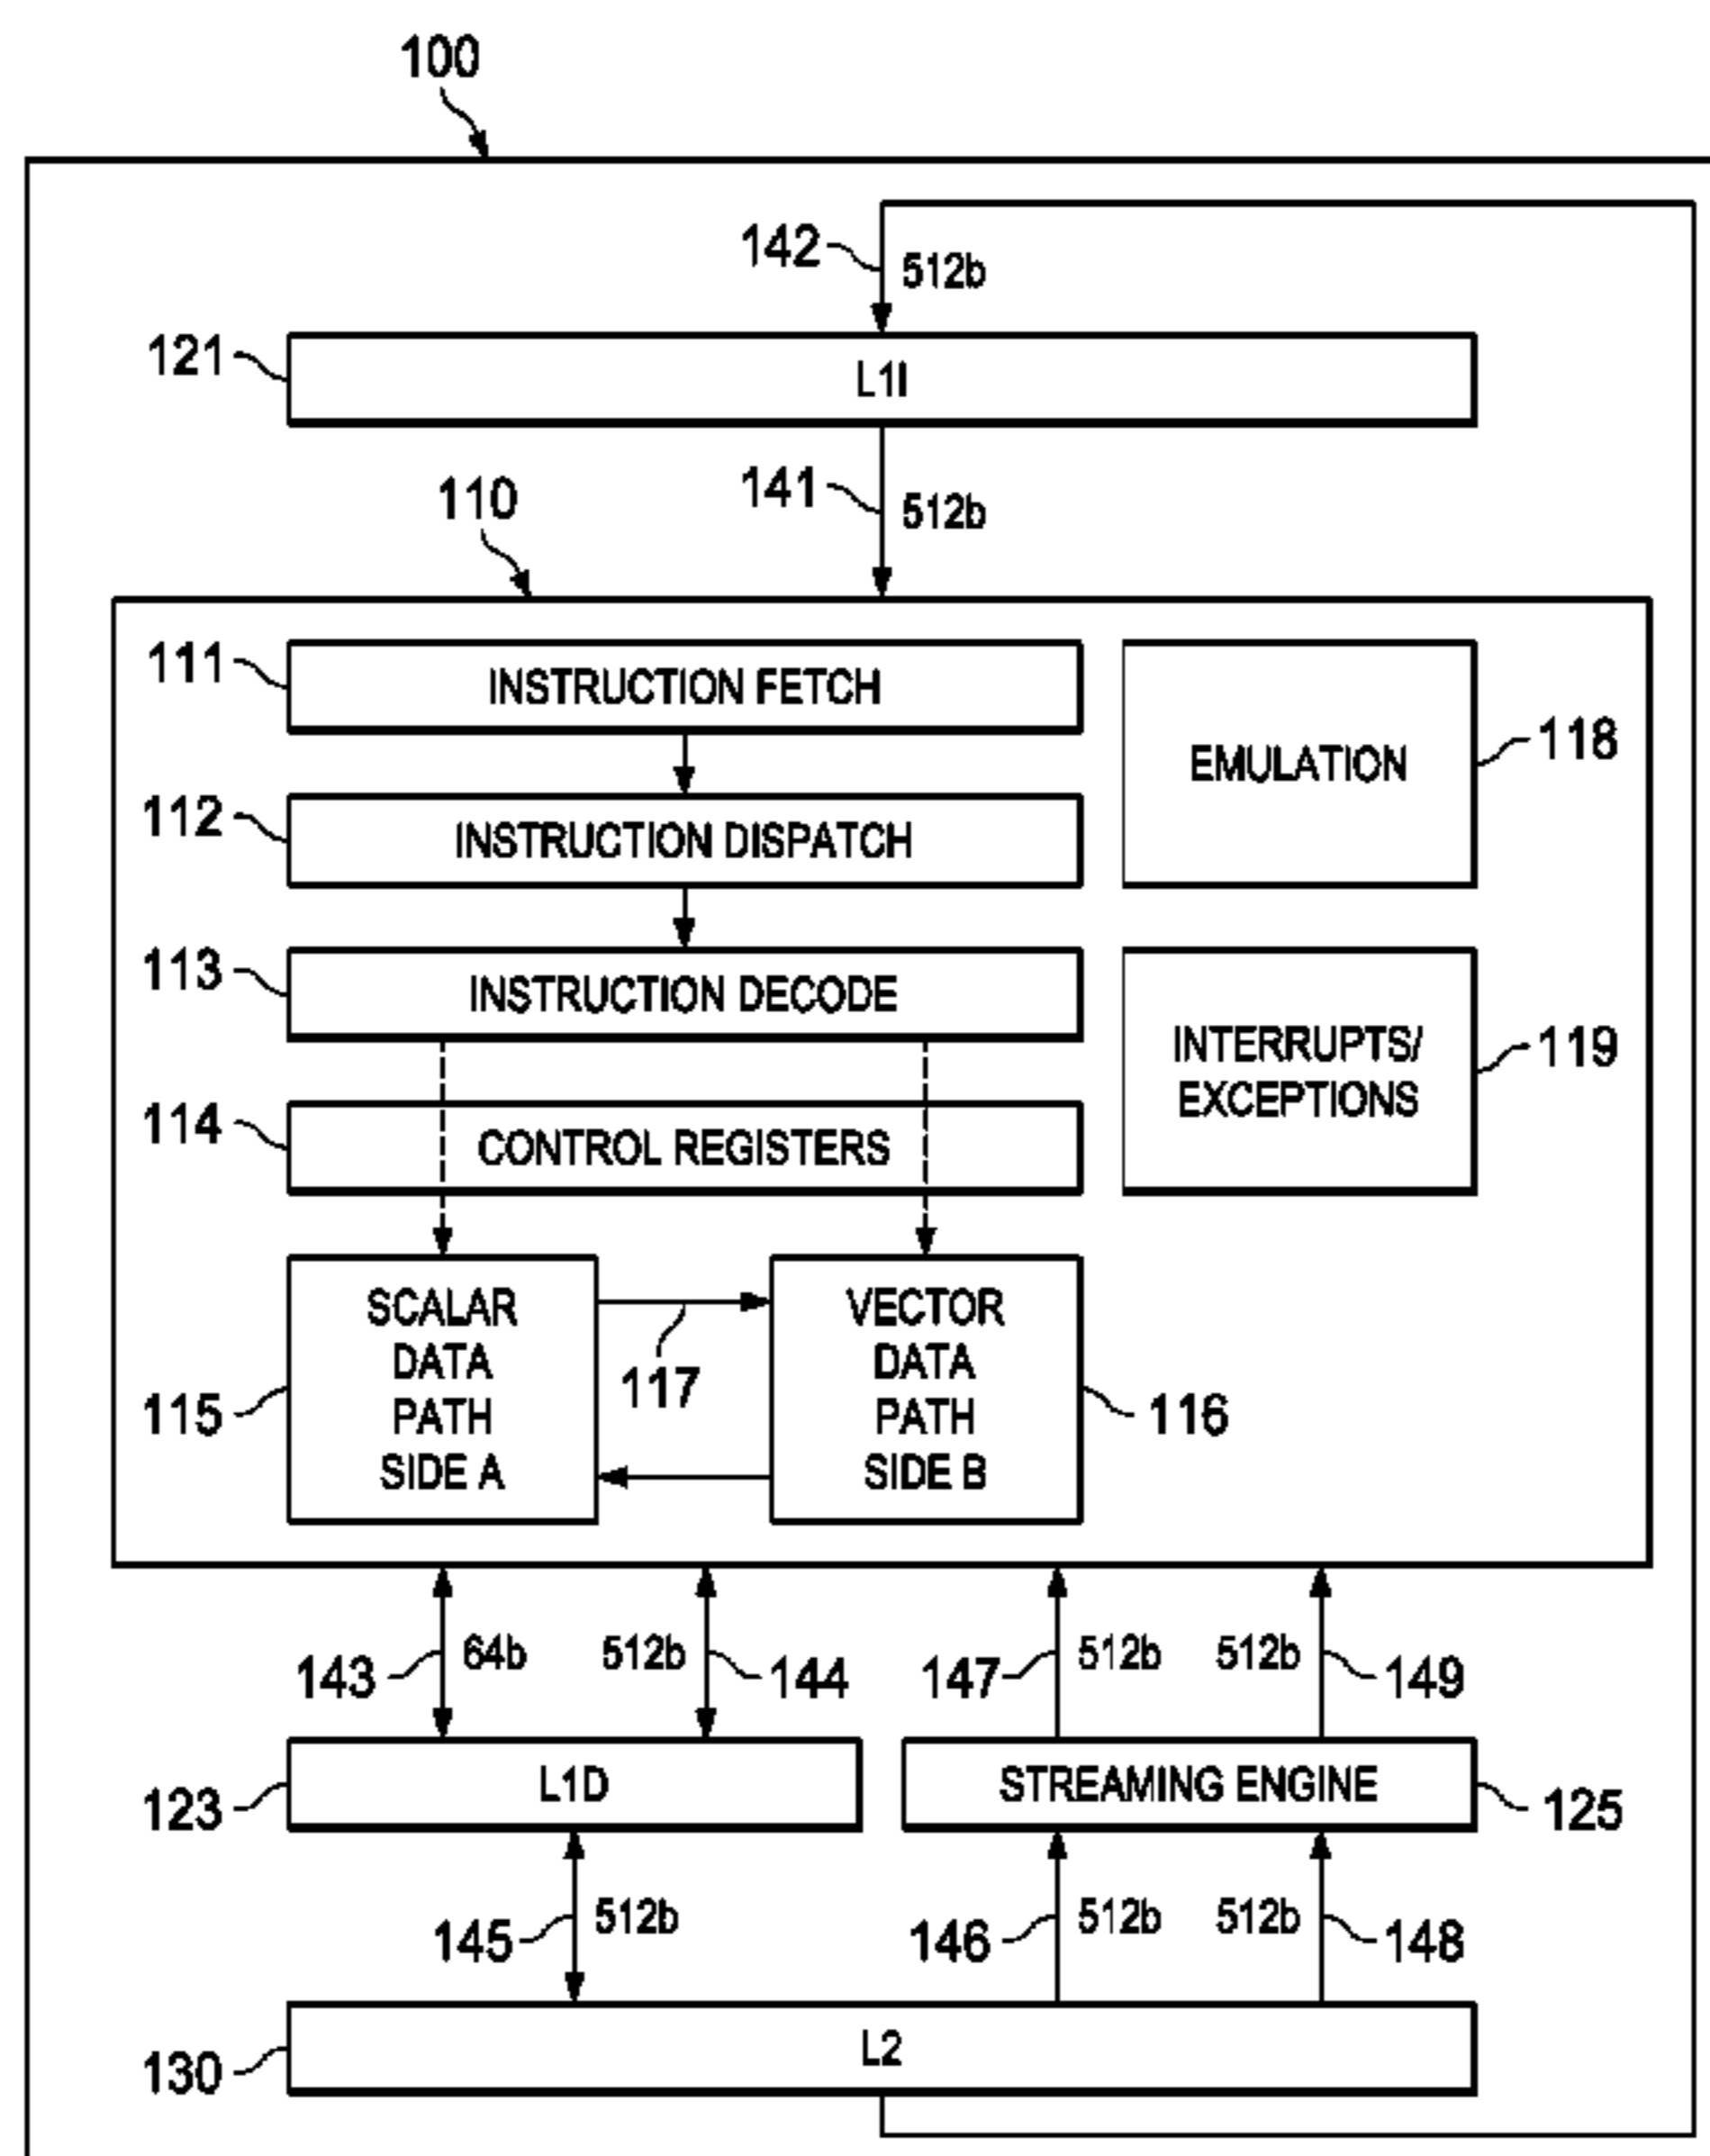 100
142
512b
121
L1I
141
512b
110
111
INSTRUCTION FETCH
EMULATION
118
112
INSTRUCTION DISPATCH
113
INSTRUCTION DECODE
INTERRUPTS/
EXCEPTIONS
119
114
CONTROL REGISTERS
SCALAR
DATA
PATH
SIDE A
115
117
VECTOR
DATA
PATH
SIDE B
116
143
64b
512b
144
147
512b
512b
149
123
L1D
STREAMING ENGINE
125
145
512b
146
512b
512b
148
130
L2